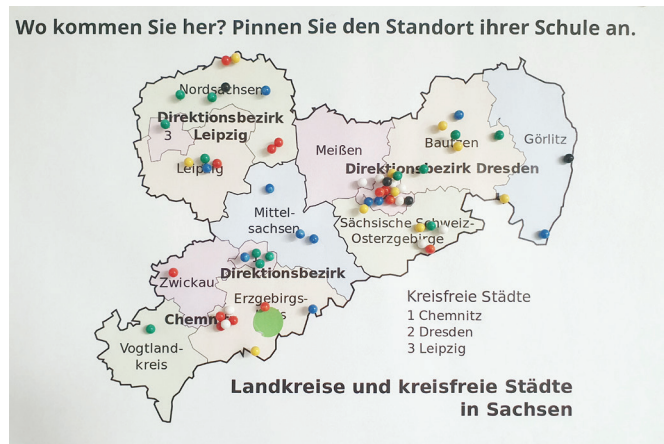 Wo kommen Sie her? Pinnen Sie den Standort ihrer Schule an.
Nordsachsen
Direktionsbezirk
Leipzig
3
Leipzig
Meißen
Bautzen
Görlitz
Direktionsbezirk Dresden
Mittel-
sachsen
Sächsische Schweiz-
Osterzgebirge
Direktionsbezirk
Zwickau
Erzgebirgs-
Vogtland-
kreis
Kreisfreie Städte
1 Chemnitz
2 Dresden
3 Leipzig
Landkreise und kreisfreie Städte
in Sachsen